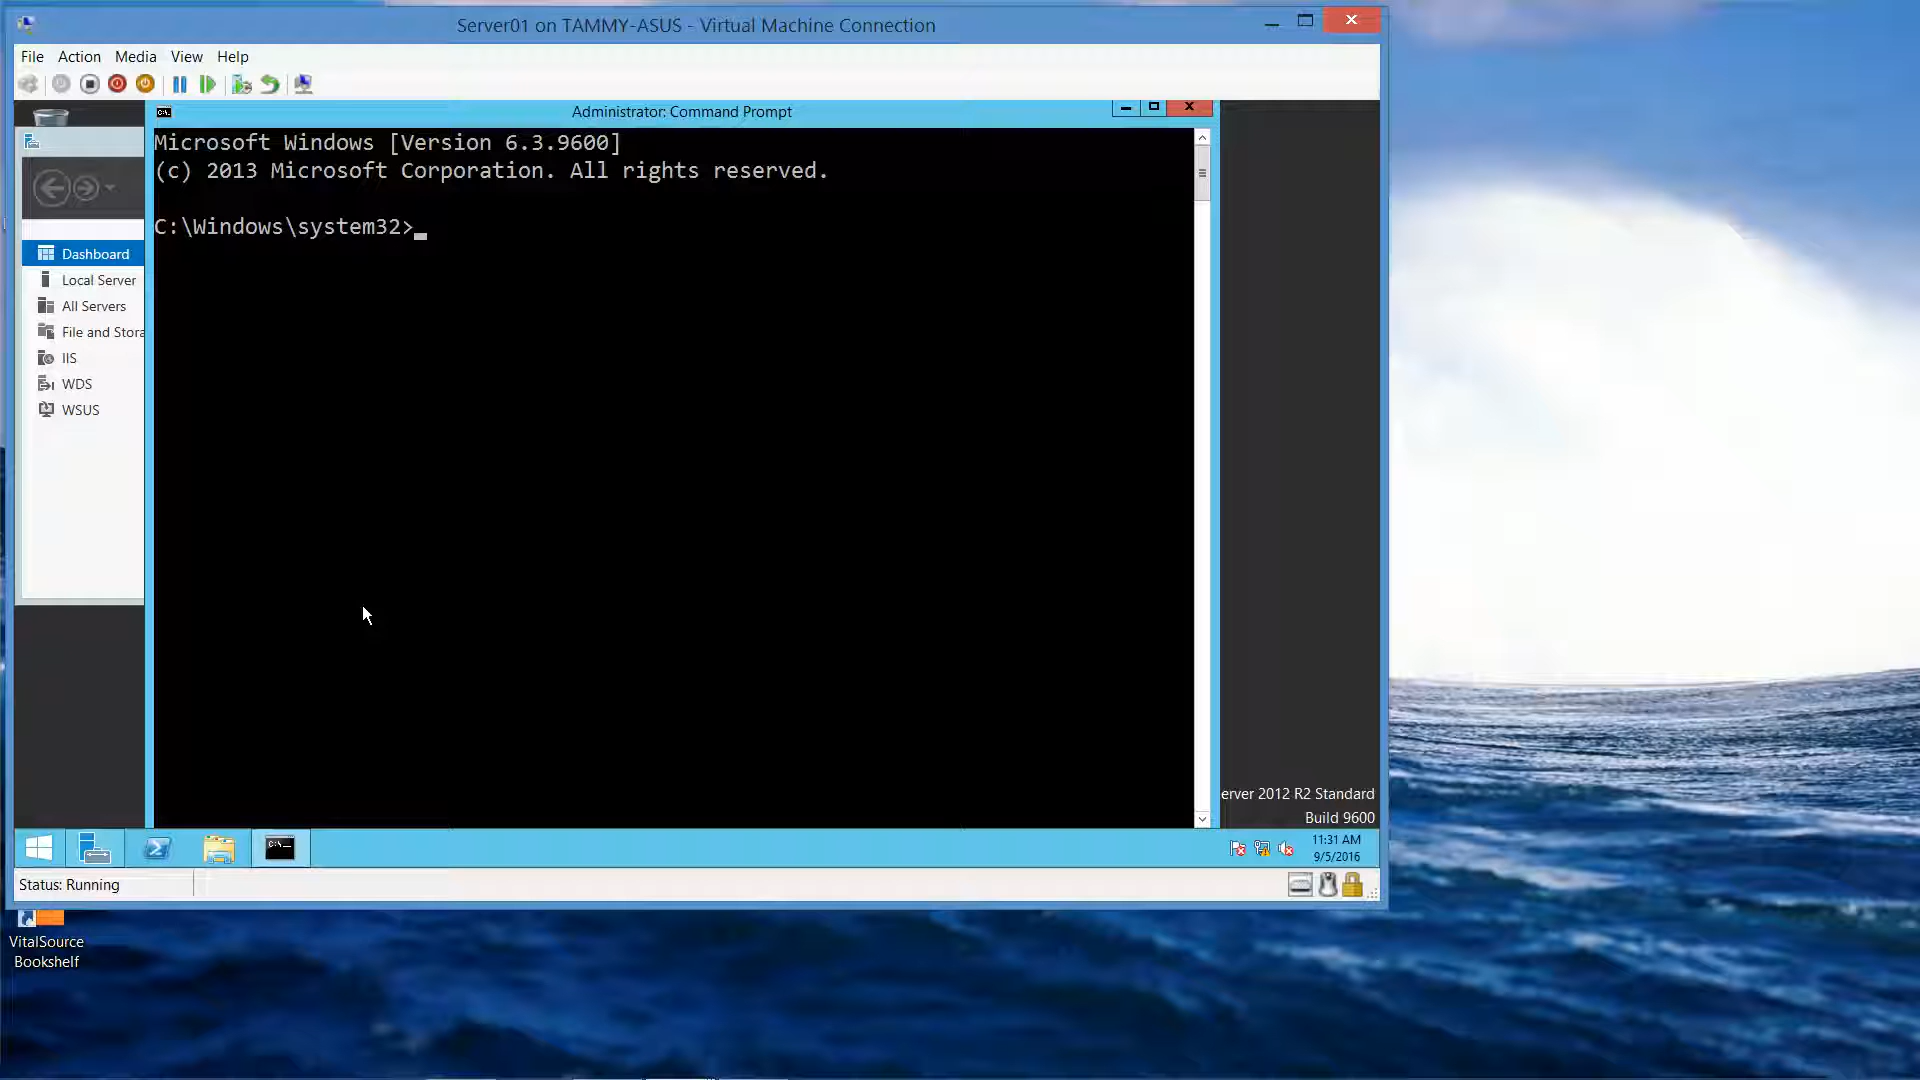 Server01 on TAMMY-ASUS - Virtual Machine Connection
File Action Media View Help
Administrator: Command Prompt
Microsoft Windows [Version 6.3.9600]
(c) 2013 Microsoft Corporation. All rights reserved.
C:\Windows\system32>
Dashboard
Local Server
All Servers
File and Stora
IIS
WDS
WSUS
erver 2012 R2 Standard
Build 9600
11:31 AM
9/5/2016
Status: Running
VitalSource
Bookshelf